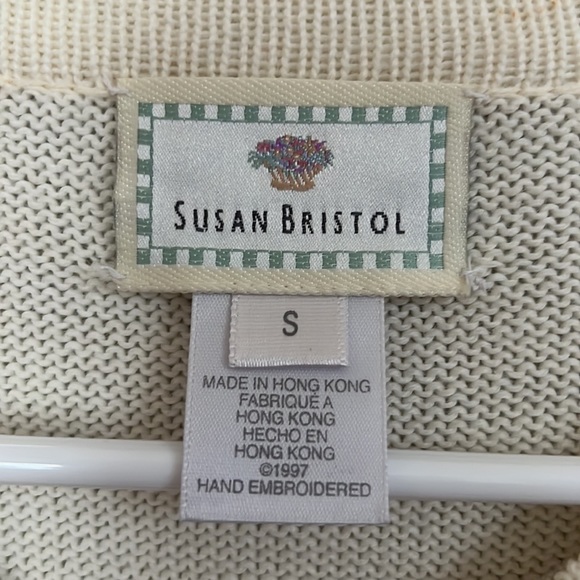 SUSAN BRISTOL
S
MADE IN HONG KONG
FABRIQUÉ A
HONG KONG
HECHO EN
HONG KONG
©1997
HAND EMBROIDERED